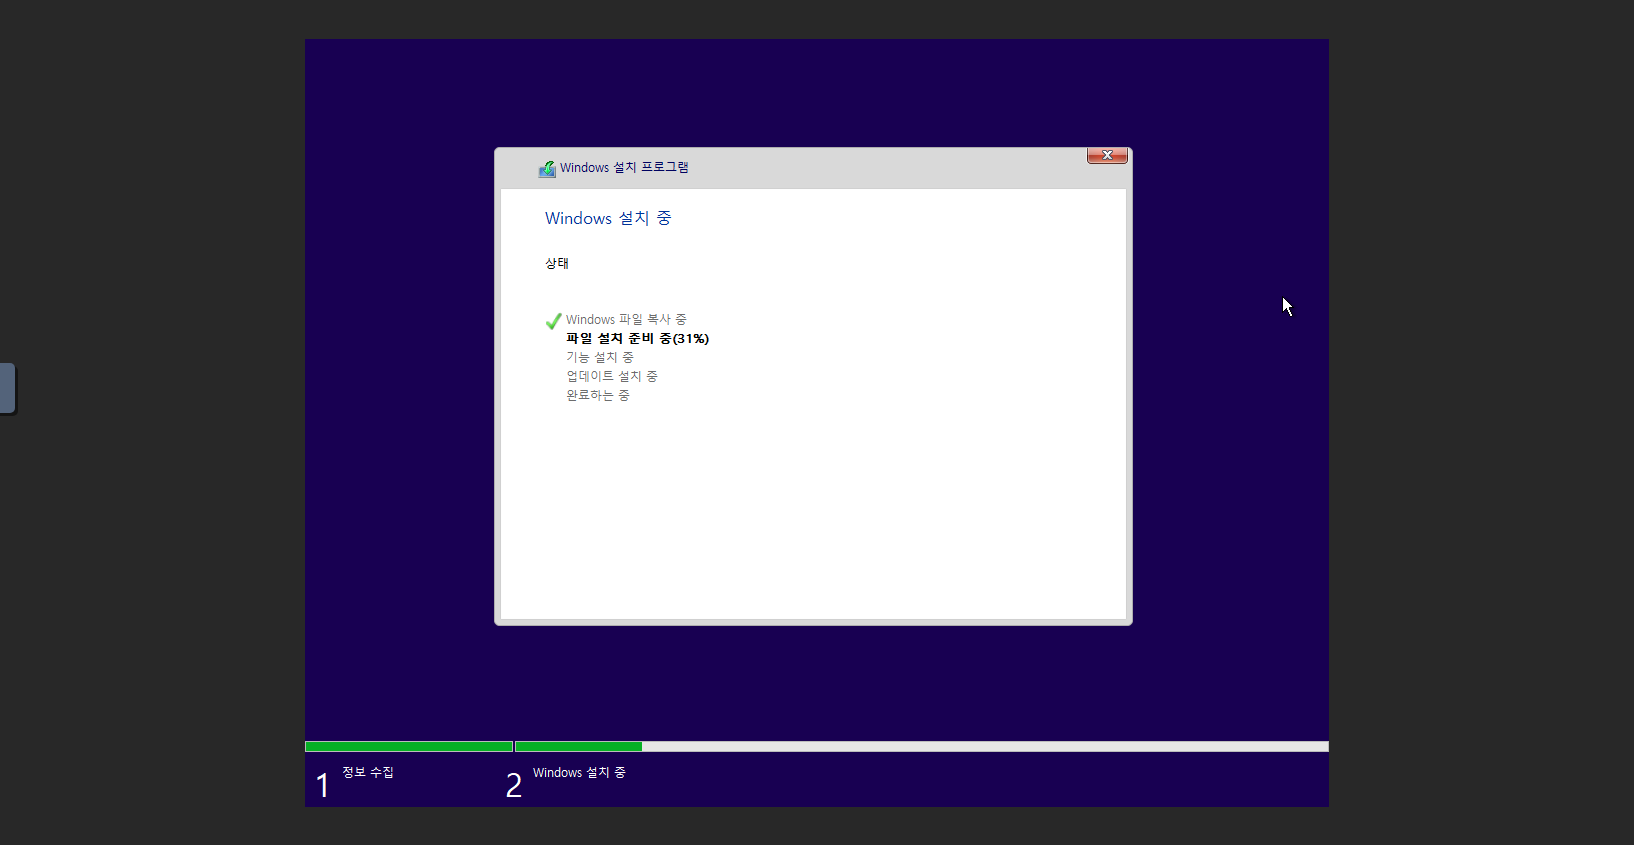 Windows 설치 프로그램
Windows 설치 중
상태
Windows 파일 복사 중
파일 설치 준비 중(31%)
기능 설치 중
업데이트 설치 중
완료하는 중
1 정보 수집
2 Windows 설치 중